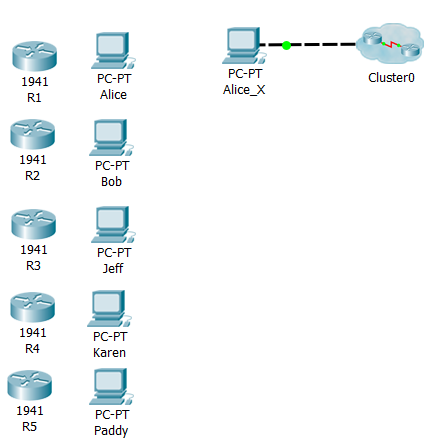 1941
R1
PC-PT
Alice
PC-PT
Alice_X
Cluster0
1941
R2
PC-PT
Bob
1941
R3
PC-PT
Jeff
1941
R4
PC-PT
Karen
1941
R5
PC-PT
Paddy